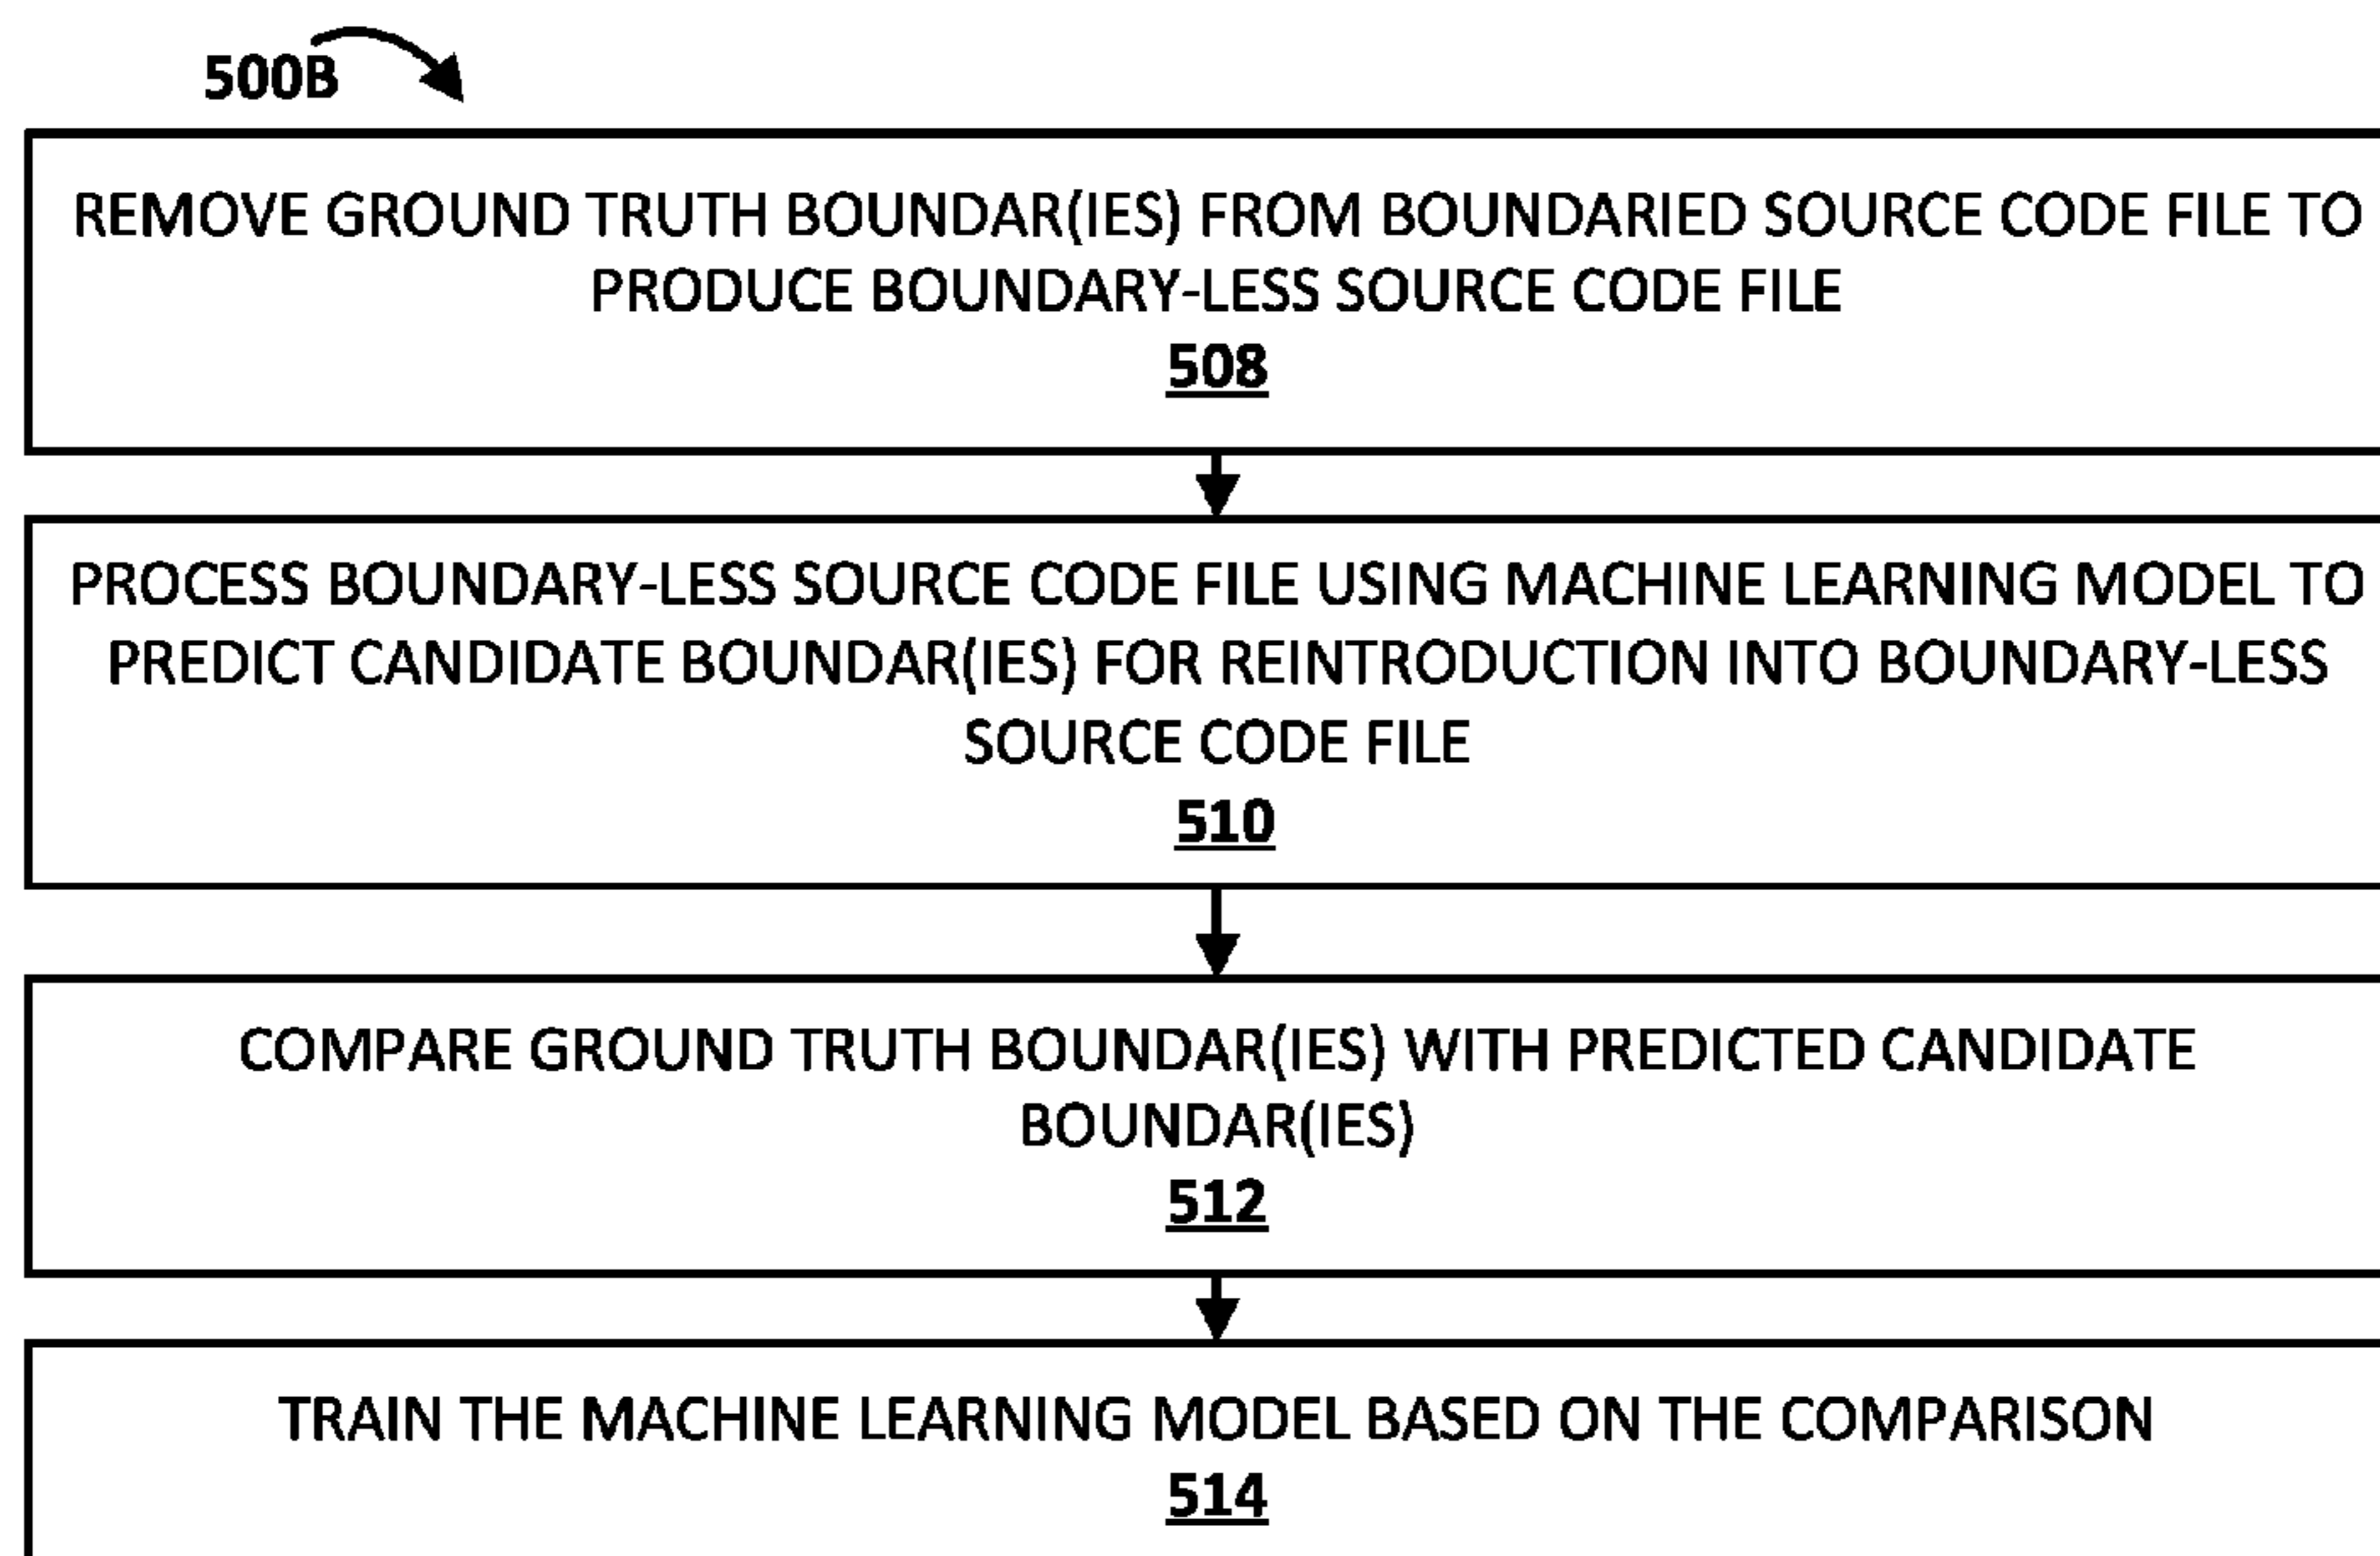 500B
REMOVE GROUND TRUTH BOUNDAR(IES) FROM BOUNDARIED SOURCE CODE FILE TO
PRODUCE BOUNDARY-LESS SOURCE CODE FILE
508
PROCESS BOUNDARY-LESS SOURCE CODE FILE USING MACHINE LEARNING MODEL TO
PREDICT CANDIDATE BOUNDAR(IES) FOR REINTRODUCTION INTO BOUNDARY-LESS
SOURCE CODE FILE
510
COMPARE GROUND TRUTH BOUNDAR(IES) WITH PREDICTED CANDIDATE
BOUNDAR(IES)
512
TRAIN THE MACHINE LEARNING MODEL BASED ON THE COMPARISON
514